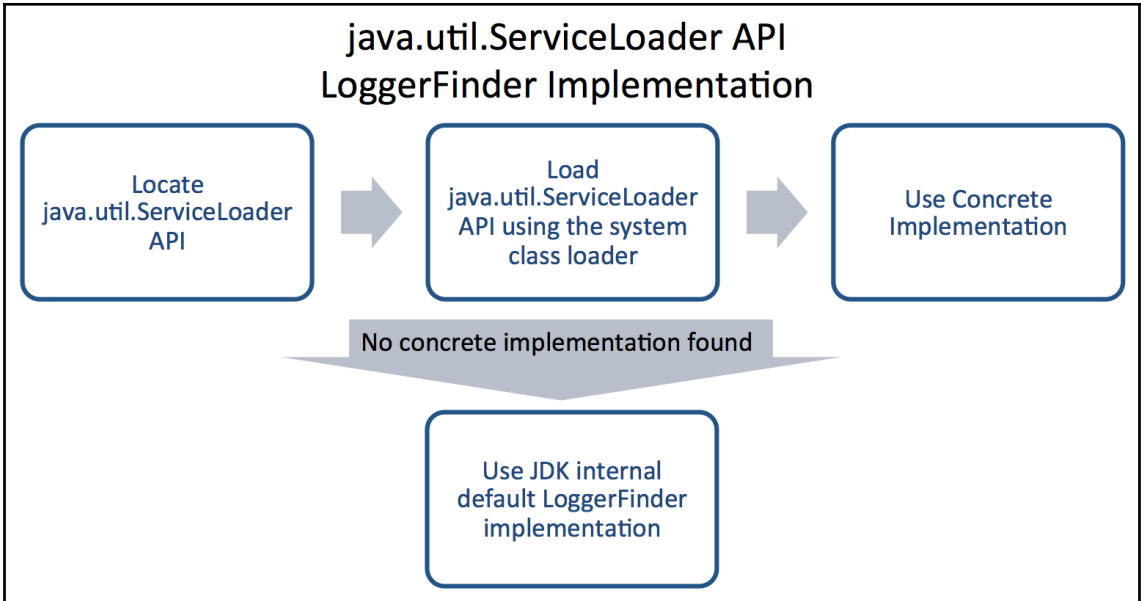 java.util.ServiceLoader API
LoggerFinder Implementation
Locate
java.util.ServiceLoader
API
Load
java.util.ServiceLoader
API using the system
class loader
Use Concrete
Implementation
No concrete implementation found
Use JDK internal
default LoggerFinder
implementation